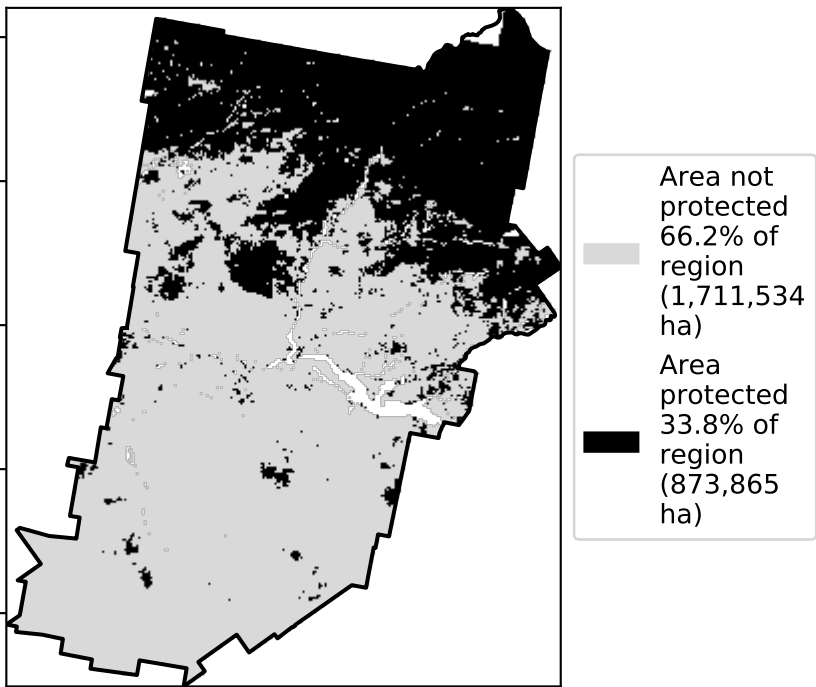 Area not
protected
66.2% of
region
(1,711,534
ha)
Area
protected
33.8% of
region
(873,865
ha)